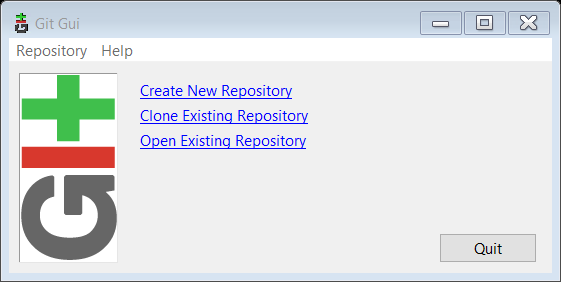 Git Gui
Repository Help
Create New Repository
Clone Existing Repository
Open Existing Repository
Quit